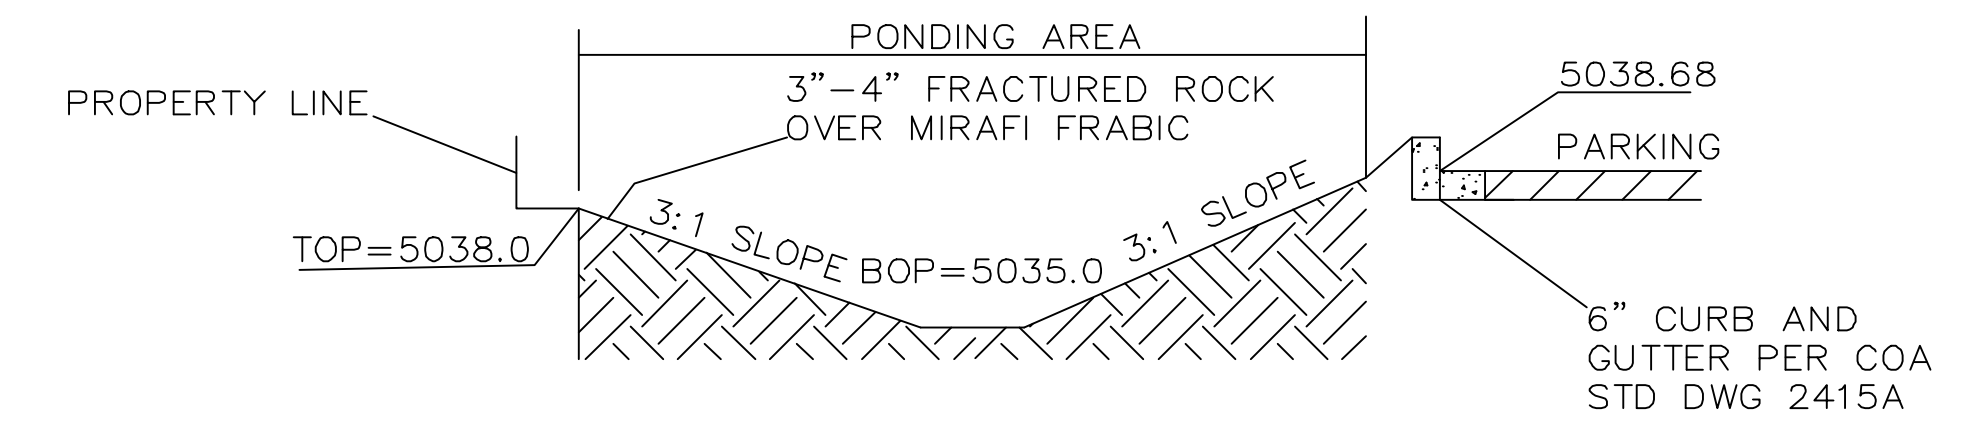 PONDING AREA
3”–4” FRACTURED ROCK
OVER MIRAFI FRABIC
5038.68
PROPERTY LINE
PARKING
3:1 SLOPE
3:1 SLOPE
TOP=5038.0
BOP=5035.0
6” CURB AND
GUTTER PER COA
STD DWG 2415A